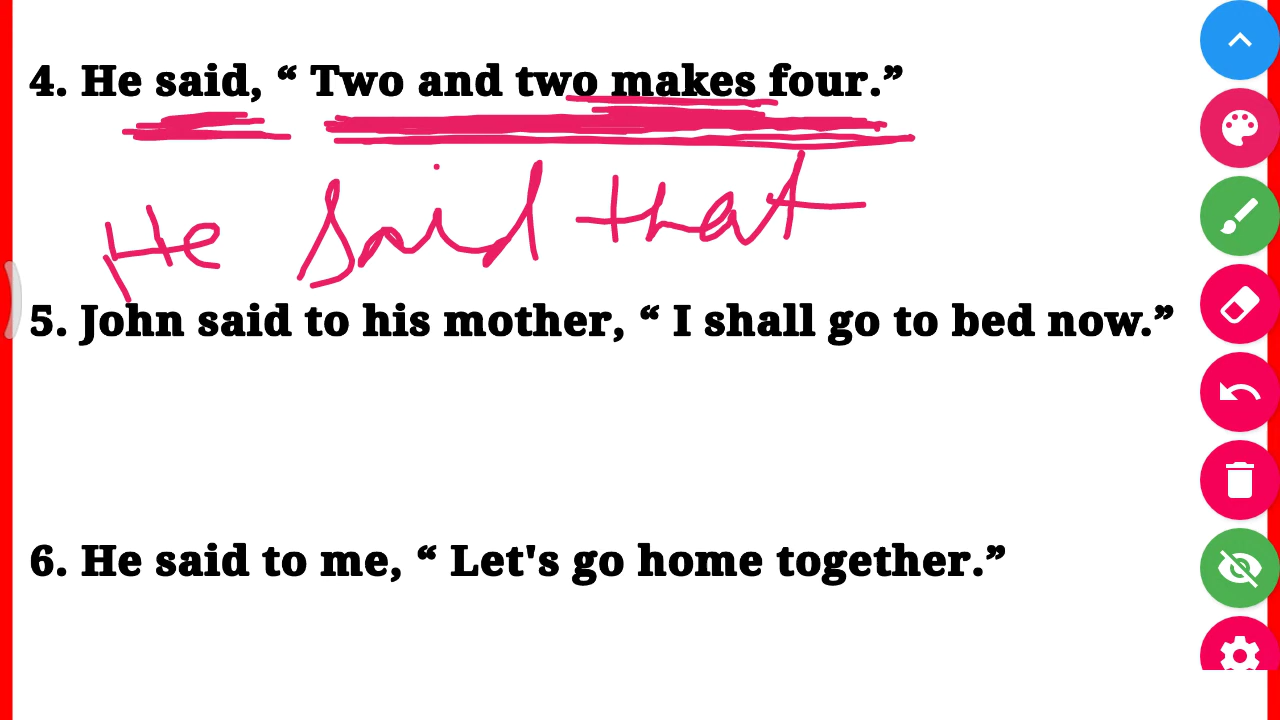 4. He said, “ Two and two makes four.”
He said that
5. John said to his mother, “ I shall go to bed now.”
6. He said to me, “ Let's go home together.”